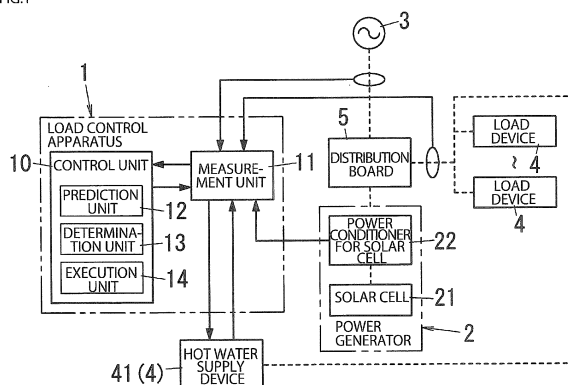 3
1
LOAD CONTROL
APPARATUS
10
CONTROL UNIT
PREDICTION
UNIT
12
DETERMINA-
TION UNIT
13
EXECUTION
UNIT
14
MEASURE-
MENT UNIT
11
5
DISTRIBUTION
BOARD
LOAD
DEVICE
4
~
LOAD
DEVICE
4
POWER
CONDITIONER
FOR SOLAR
CELL
22
SOLAR CELL
21
POWER
GENERATOR
2
41 (4)
HOT WATER
SUPPLY
DEVICE